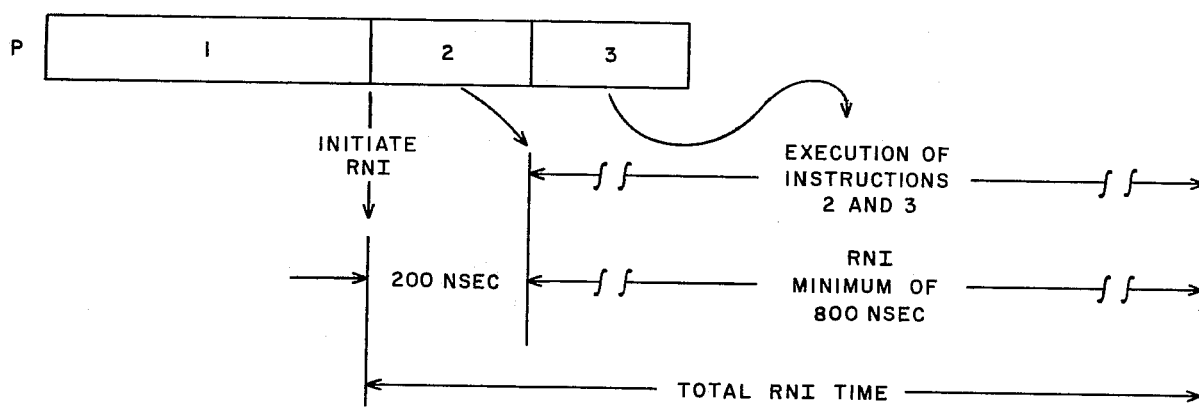 P
1
2
3
INITIATE
RNI
EXECUTION OF
INSTRUCTIONS
2 AND 3
200 NSEC
RNI
MINIMUM OF
800 NSEC
TOTAL RNI TIME